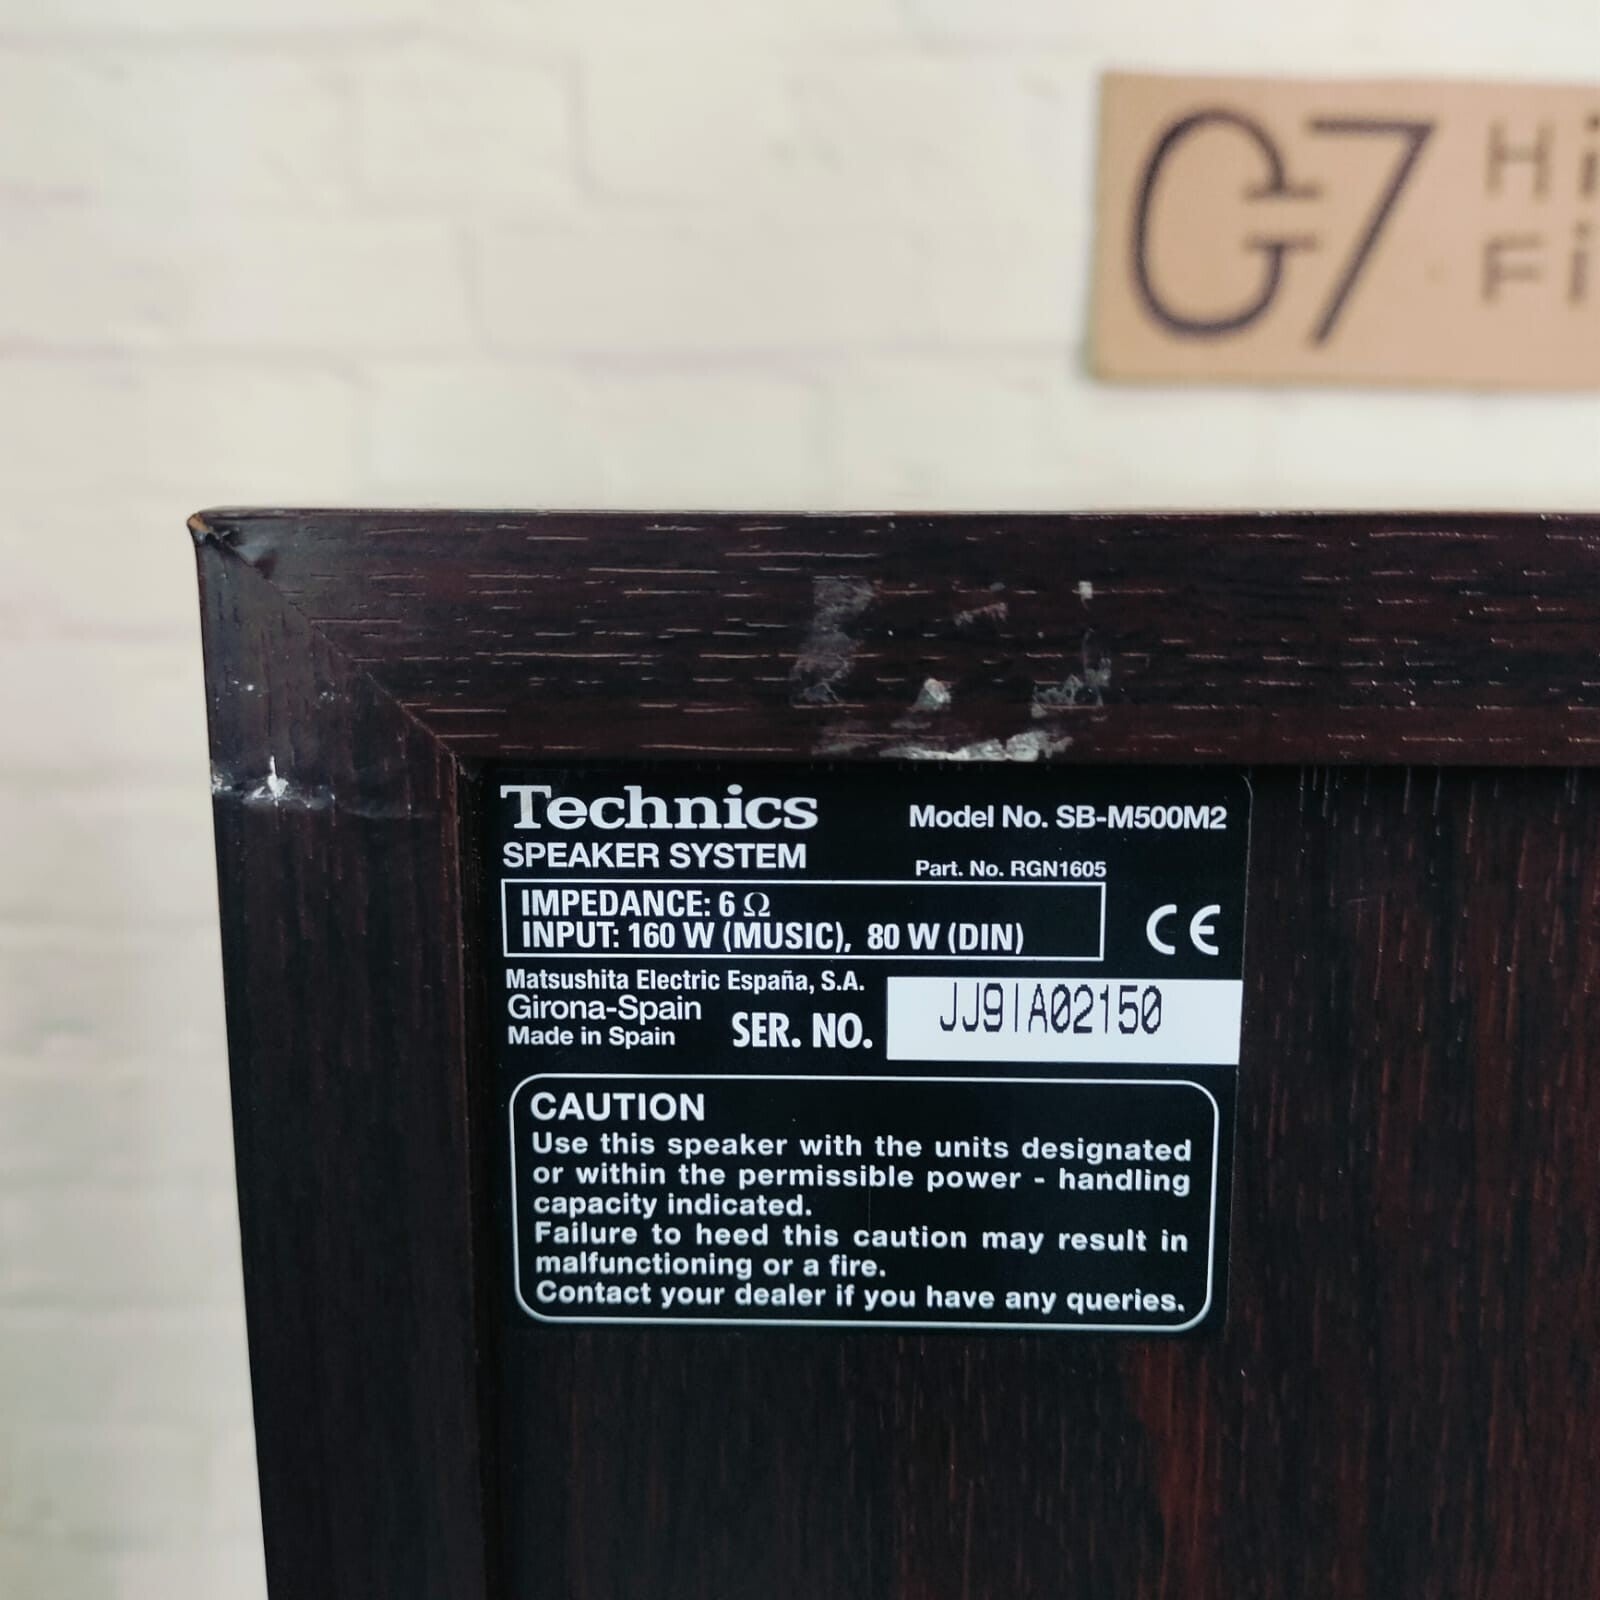 G7 Hi
Fi
Technics
Model No. SB-M500M2
SPEAKER SYSTEM
Part. No. RGN1605
IMPEDANCE: 6 Ω
INPUT: 160 W (MUSIC), 80 W (DIN)
CE
Matsushita Electric España, S.A.
Girona-Spain
Made in Spain
SER. NO. JJ9IA02150
CAUTION
Use this speaker with the units designated
or within the permissible power - handling
capacity indicated.
Failure to heed this caution may result in
malfunctioning or a fire.
Contact your dealer if you have any queries.